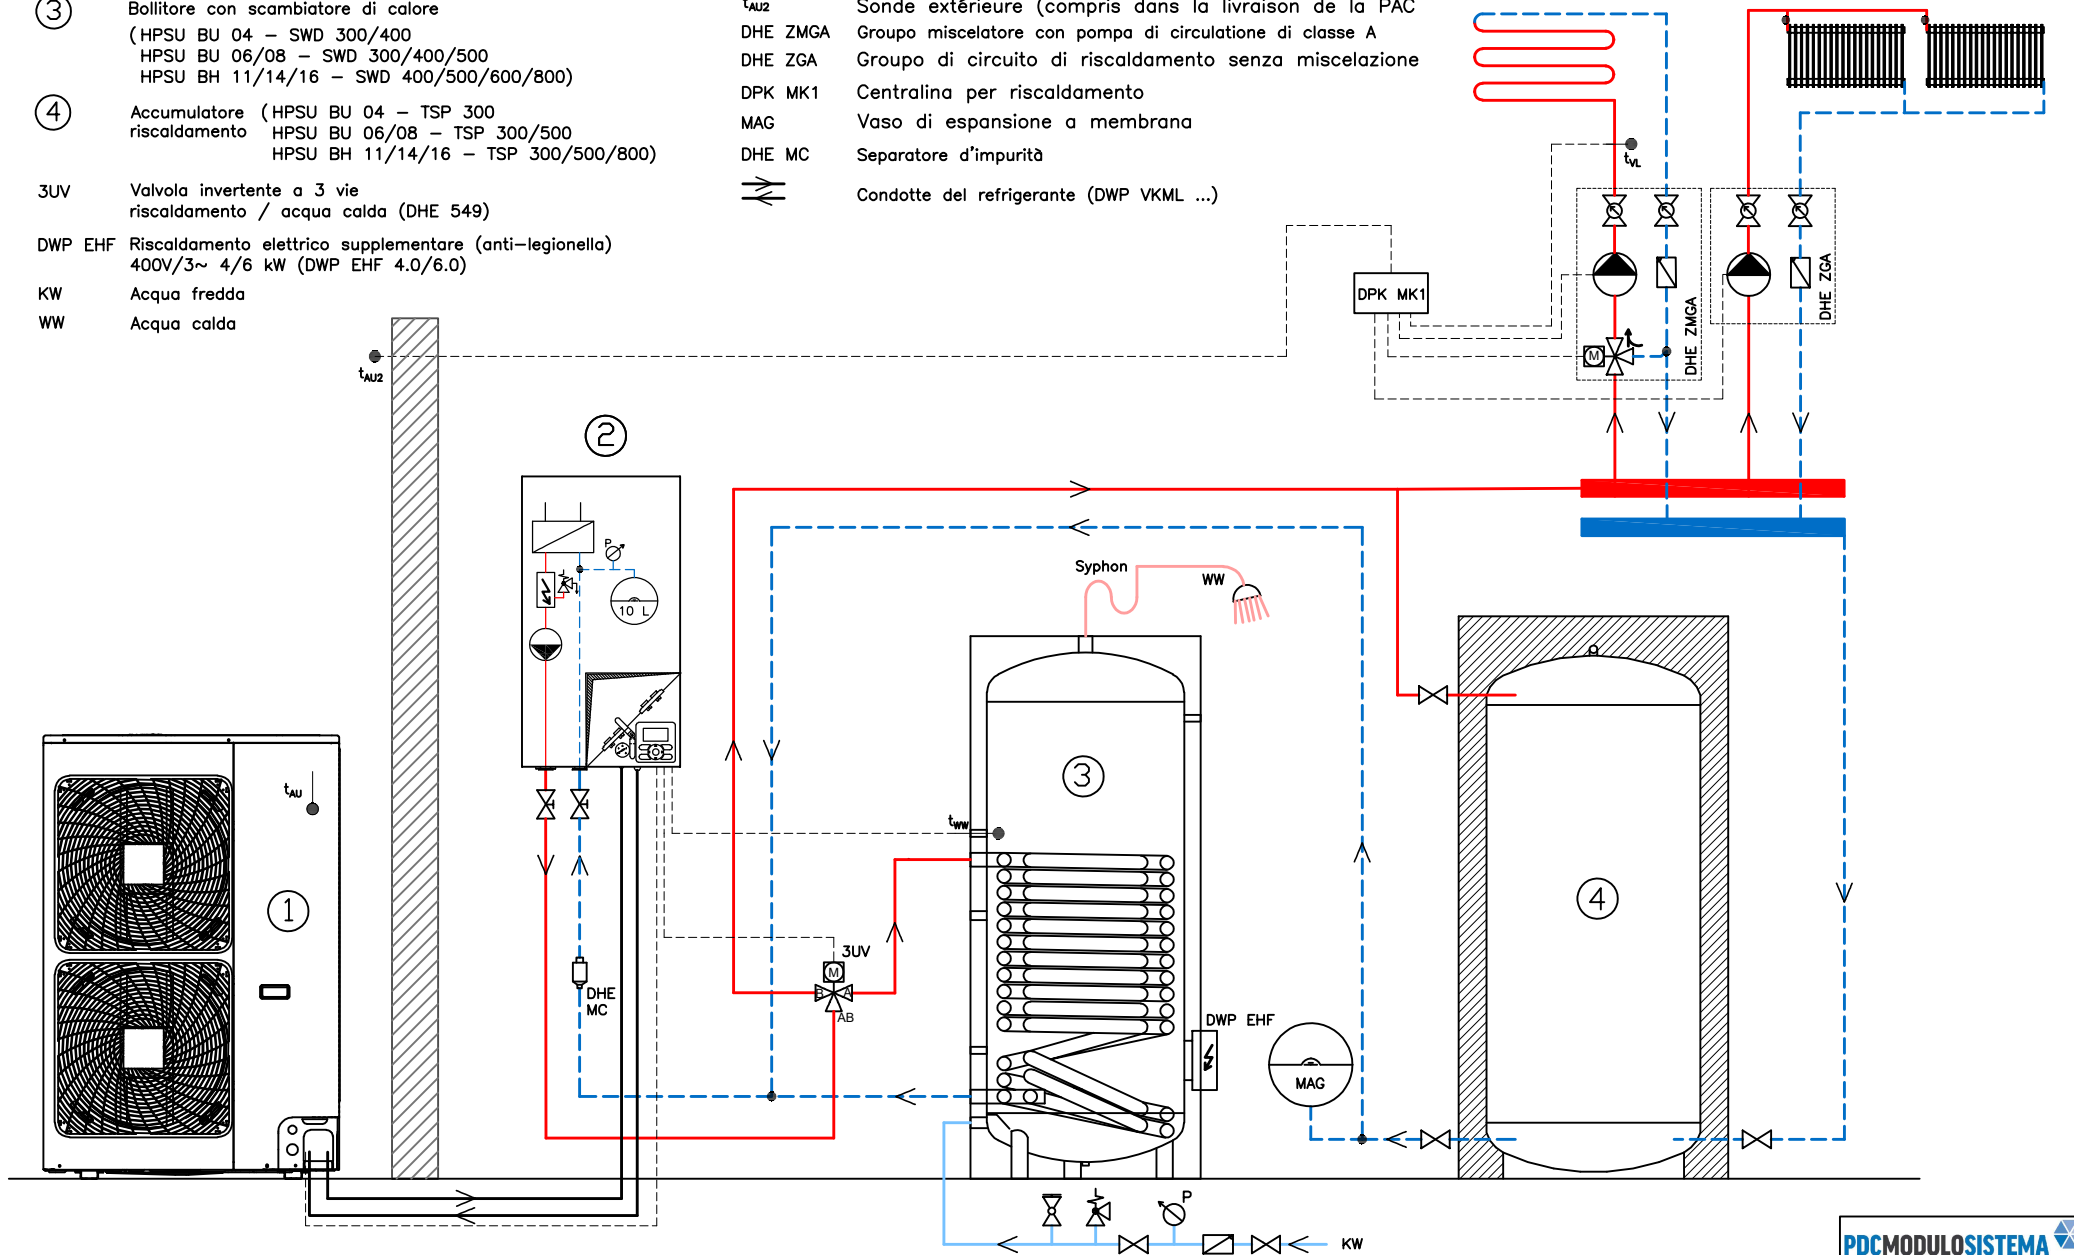 3 Bollitore con scambiatore di calore
(HPSU BU 04 – SWD 300/400
HPSU BU 06/08 – SWD 300/400/500
HPSU BH 11/14/16 – SWD 400/500/600/800)
4 Accumulatore (HPSU BU 04 – TSP 300
riscaldamento HPSU BU 06/08 – TSP 300/500
HPSU BH 11/14/16 – TSP 300/500/800)
3UV Valvola invertente a 3 vie
riscaldamento / acqua calda (DHE 549)
DWP EHF Riscaldamento elettrico supplementare (anti–legionella)
400V/3~ 4/6 kW (DWP EHF 4.0/6.0)
KW Acqua fredda
WW Acqua calda
tAU2 Sonde extérieure (compris dans la livraison de la PAC
DHE ZMGA Groupo miscelatore con pompa di circulatione di classe A
DHE ZGA Groupo di circuito di riscaldamento senza miscelazione
DPK MK1 Centralina per riscaldamento
MAG Vaso di espansione a membrana
DHE MC Separatore d'impurità
Condotte del refrigerante (DWP VKML ...)
tVL
DPK MK1
M
DHE ZMGA
DHE ZGA
tAU2
2
P
10 L
Syphon
WW
tAU
1
3
tWW
4
3UV
M
B A
AB
DHE
MC
DWP EHF
MAG
P
KW
PDCMODULOSISTEMA